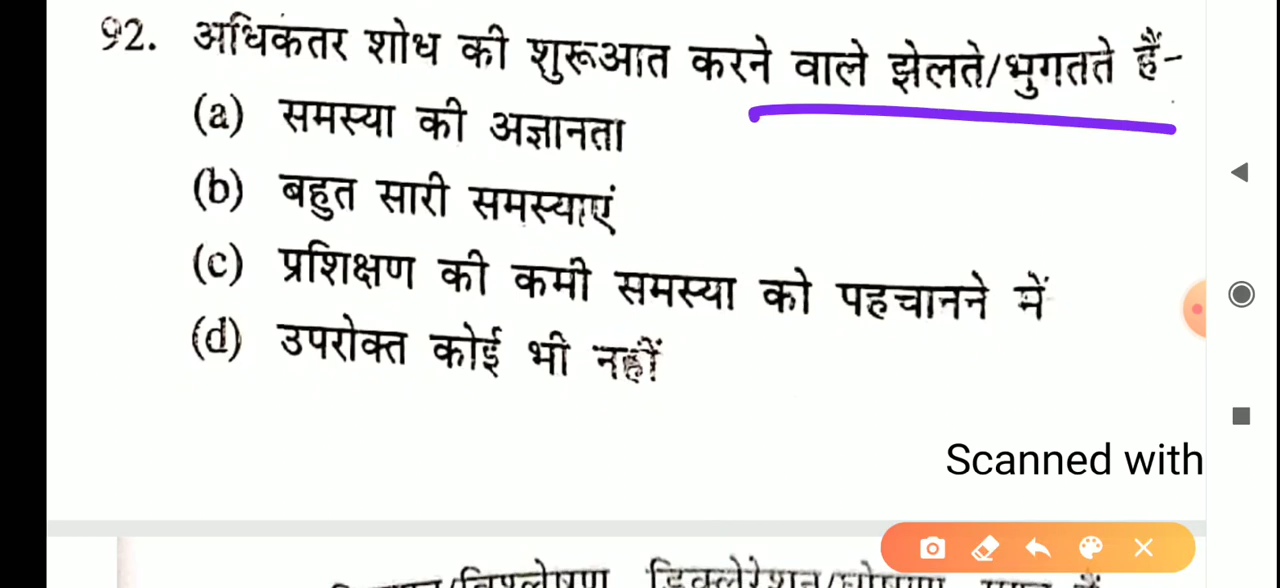 92. अधिकतर शोध की शुरूआत करने वाले झेलते/भुगतते हैं-
(a) समस्या की अज्ञानता
(b) बहुत सारी समस्याएं
(c) प्रशिक्षण की कमी समस्या को पहचानने में
(d) उपरोक्त कोई भी नहीं
Scanned with